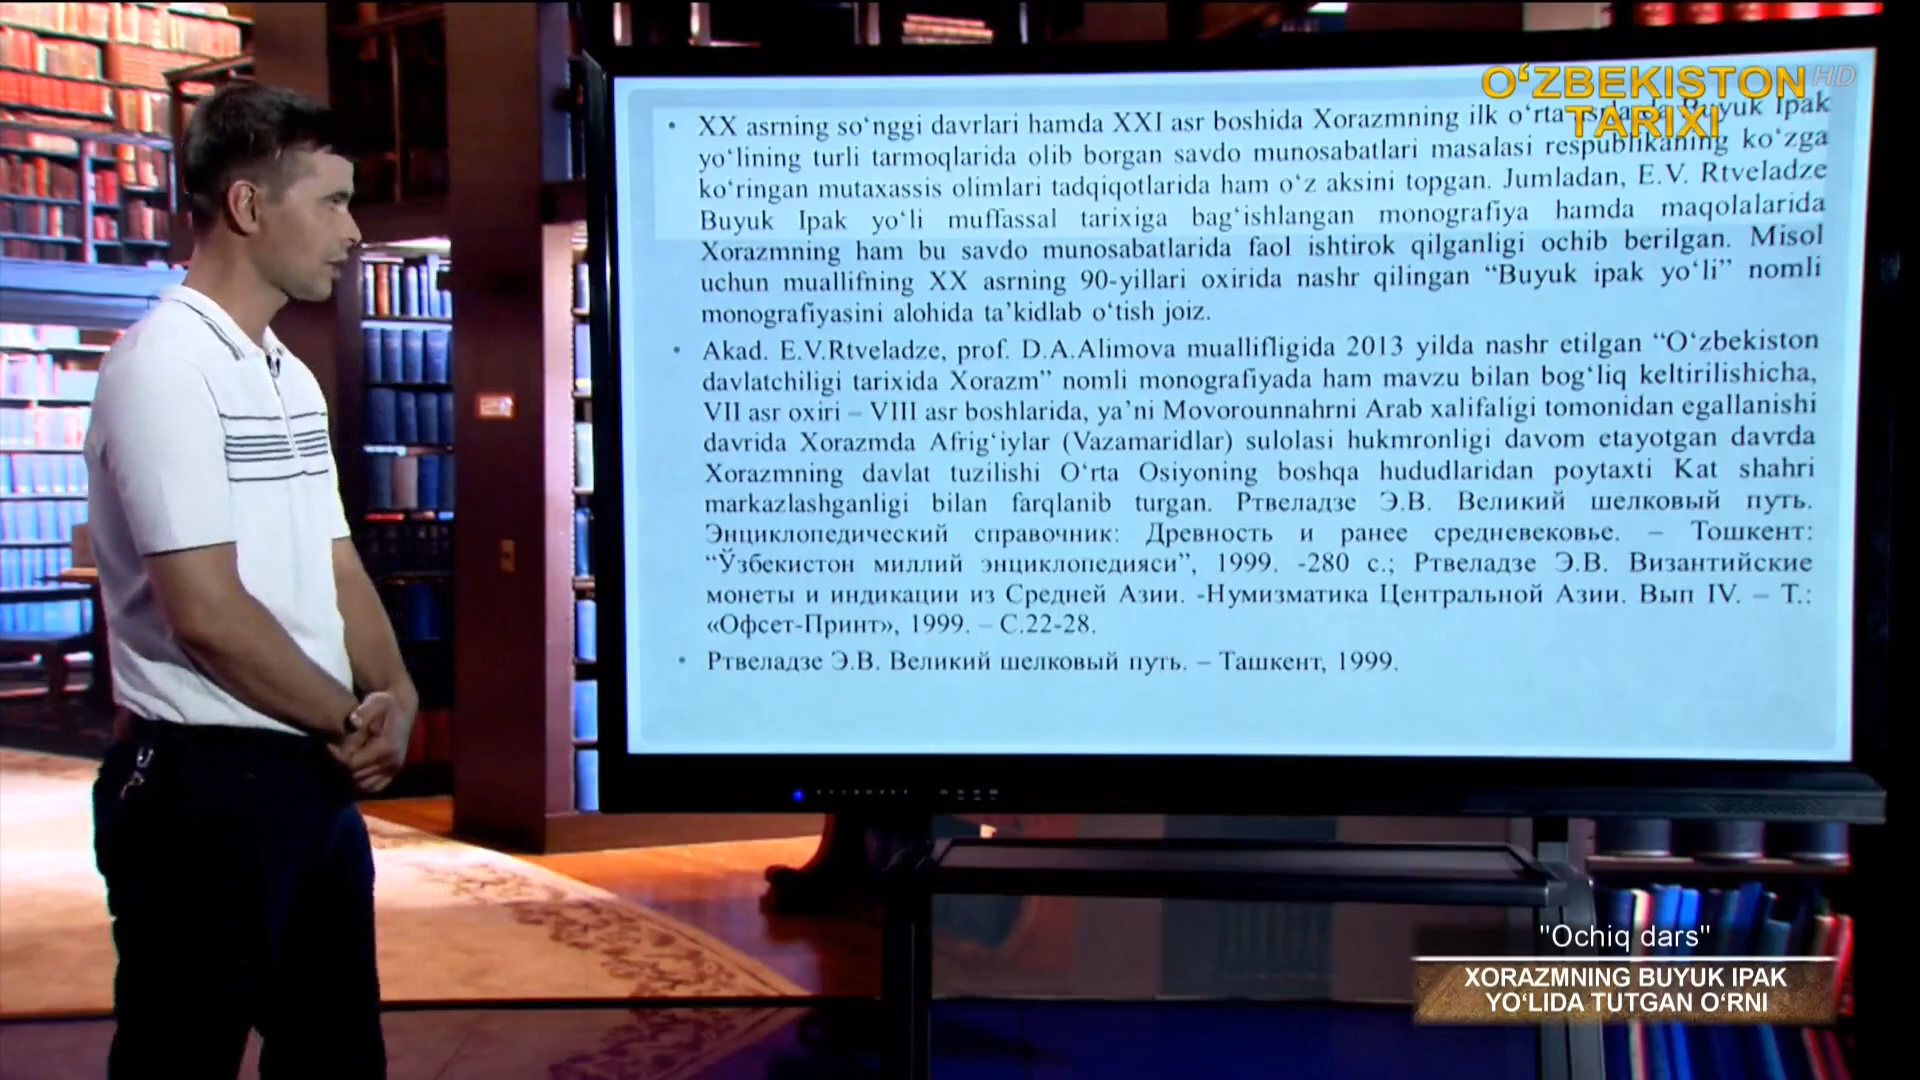 O‘ZBEKISTON HD
TARIXI
• XX asrning so‘nggi davrlari hamda XXI asr boshida Xorazmning ilk o‘rta Buyuk Ipak
yo‘lining turli tarmoqlarida olib borgan savdo munosabatlari masalasi respublikaning ko‘zga
ko‘ringan mutaxassis olimlari tadqiqotlarida ham o‘z aksini topgan. Jumladan, E.V. Rtveladze
Buyuk Ipak yo‘li muffassal tarixiga bag‘ishlangan monografiya hamda maqolalarida
Xorazmning ham bu savdo munosabatlarida faol ishtirok qilganligi ochib berilgan. Misol
uchun muallifning XX asrning 90-yillari oxirida nashr qilingan “Buyuk ipak yo‘li” nomli
monografiyasini alohida ta’kidlab o‘tish joiz.
• Akad. E.V.Rtveladze, prof. D.A.Alimova muallifligida 2013 yilda nashr etilgan “O‘zbekiston
davlatchiligi tarixida Xorazm” nomli monografiyada ham mavzu bilan bog‘liq keltirilishicha,
VII asr oxiri – VIII asr boshlarida, ya’ni Movorounnahrni Arab xalifaligi tomonidan egallanishi
davrida Xorazmda Afrig‘iylar (Vazamaridlar) sulolasi hukmronligi davom etayotgan davrda
Xorazmning davlat tuzilishi O‘rta Osiyoning boshqa hududlaridan poytaxti Kat shahri
markazlashganligi bilan farqlanib turgan. Ртвеладзе Э.В. Великий шелковый путь.
Энциклопедический справочник: Древность и ранее средневековье. – Тошкент:
“Ўзбекистон миллий энциклопедияси”, 1999. -280 с.; Ртвеладзе Э.В. Византийские
монеты и индикации из Средней Азии. -Нумизматика Центральной Азии. Вып IV. – Т.:
«Офсет-Принт», 1999. – С.22-28.
• Ртвеладзе Э.В. Великий шелковый путь. – Ташкент, 1999.
"Ochiq dars"
XORAZMNING BUYUK IPAK
YO‘LIDA TUTGAN O‘RNI